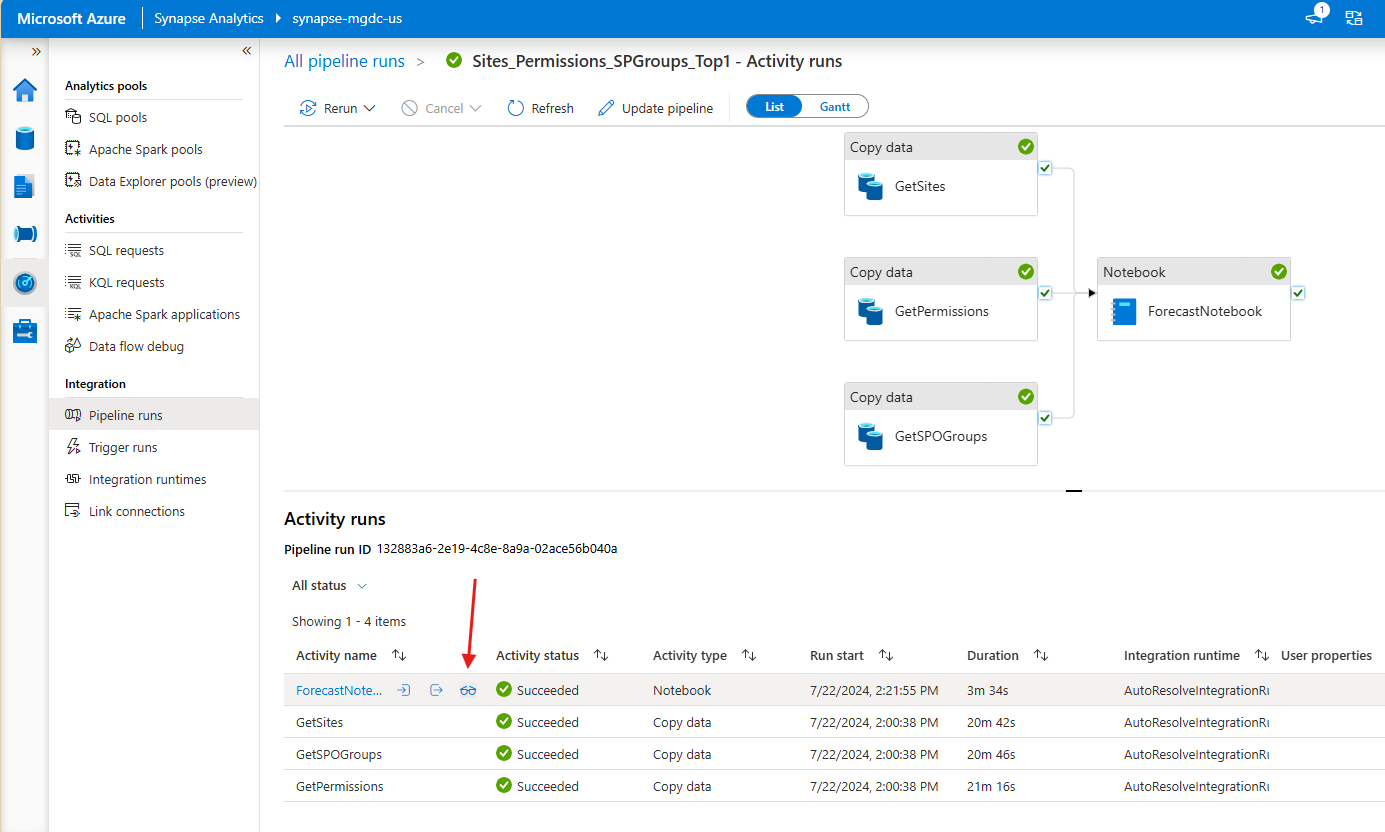 Microsoft Azure Synapse Analytics synapse-mgdc-us 1
» «
Analytics pools
SQL pools
Apache Spark pools
Data Explorer pools (preview)
Activities
SQL requests
KQL requests
Apache Spark applications
Data flow debug
Integration
Pipeline runs
Trigger runs
Integration runtimes
Link connections
All pipeline runs > Sites_Permissions_SPGroups_Top1 - Activity runs
Rerun Cancel Refresh Update pipeline List Gantt
Copy data
GetSites
Copy data
GetPermissions
Notebook
ForecastNotebook
Copy data
GetSPOGroups
Activity runs
Pipeline run ID 132883a6-2e19-4c8e-8a9a-02ace56b040a
All status
Showing 1 - 4 items
Activity name Activity status Activity type Run start Duration Integration runtime User properties
ForecastNote... Succeeded Notebook 7/22/2024, 2:21:55 PM 3m 34s AutoResolveIntegrationRu
GetSites Succeeded Copy data 7/22/2024, 2:00:38 PM 20m 42s AutoResolveIntegrationRu
GetSPOGroups Succeeded Copy data 7/22/2024, 2:00:38 PM 20m 46s AutoResolveIntegrationRu
GetPermissions Succeeded Copy data 7/22/2024, 2:00:38 PM 21m 16s AutoResolveIntegrationRu